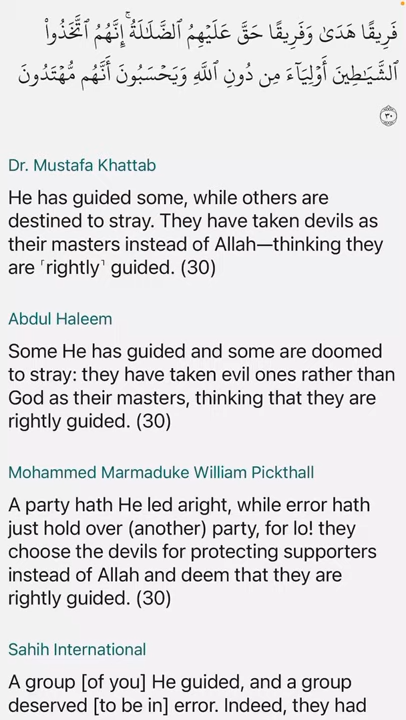 فَرِيقًا هَدَىٰ وَفَرِيقًا حَقَّ عَلَيْهِمُ ٱلضَّلَـٰلَةُ ۗ إِنَّهُمُ ٱتَّخَذُوا۟
ٱلشَّيَـٰطِينَ أَوْلِيَآءَ مِن دُونِ ٱللَّهِ وَيَحْسَبُونَ أَنَّهُم مُّهْتَدُونَ
٣٠
Dr. Mustafa Khattab
He has guided some, while others are
destined to stray. They have taken devils as
their masters instead of Allah—thinking they
are ˹rightly˺ guided. (30)
Abdul Haleem
Some He has guided and some are doomed
to stray: they have taken evil ones rather than
God as their masters, thinking that they are
rightly guided. (30)
Mohammed Marmaduke William Pickthall
A party hath He led aright, while error hath
just hold over (another) party, for lo! they
choose the devils for protecting supporters
instead of Allah and deem that they are
rightly guided. (30)
Sahih International
A group [of you] He guided, and a group
deserved [to be in] error. Indeed, they had